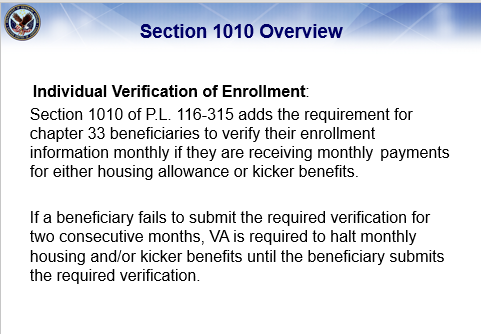 Section 1010 Overview
Individual Verification of Enrollment:
Section 1010 of P.L. 116-315 adds the requirement for
chapter 33 beneficiaries to verify their enrollment
information monthly if they are receiving monthly payments
for either housing allowance or kicker benefits.
If a beneficiary fails to submit the required verification for
two consecutive months, VA is required to halt monthly
housing and/or kicker benefits until the beneficiary submits
the required verification.